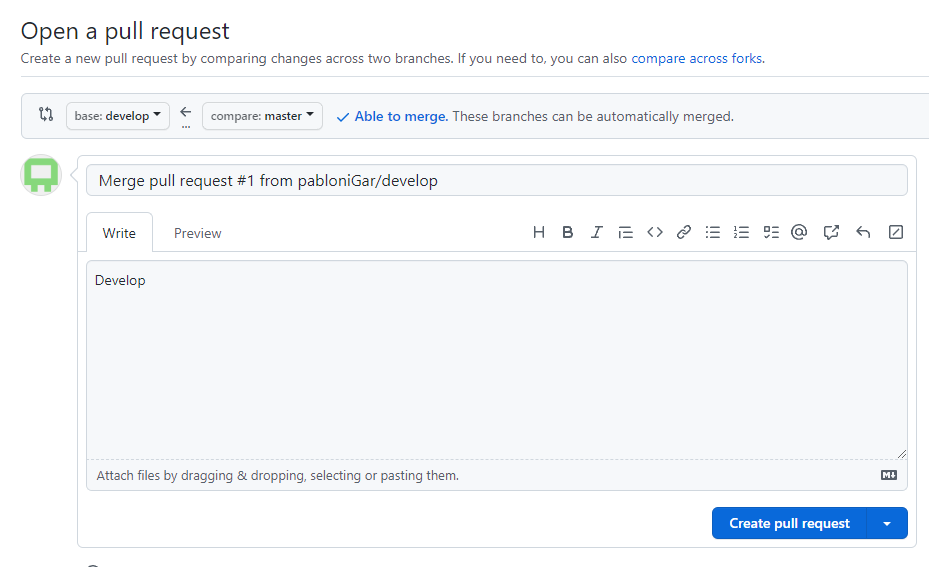 Open a pull request
Create a new pull request by comparing changes across two branches. If you need to, you can also compare across forks.
base: develop ← compare: master ✓ Able to merge. These branches can be automatically merged.
...
Merge pull request #1 from pabloniGar/develop
Write Preview
Develop
Attach files by dragging & dropping, selecting or pasting them.
Create pull request